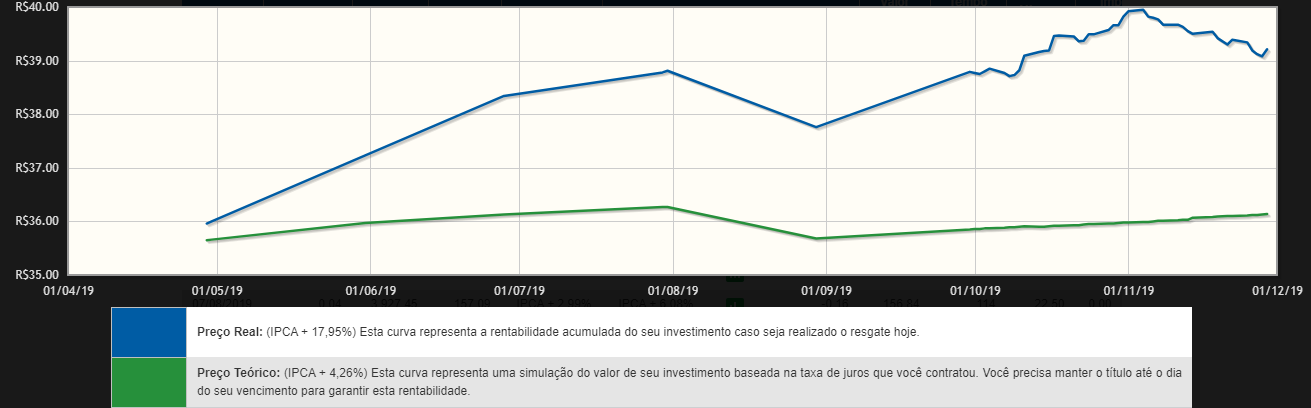 R$40.00
R$39.00
R$38.00
R$37.00
R$36.00
R$35.00
01/04/19 01/05/19 01/06/19 01/07/19 01/08/19 01/09/19 01/10/19 01/11/19 01/12/19
Preço Real: (IPCA + 17,95%) Esta curva representa a rentabilidade acumulada do seu investimento caso seja realizado o resgate hoje.
Preço Teórico: (IPCA + 4,26%) Esta curva representa uma simulação do valor de seu investimento baseada na taxa de juros que você contratou. Você precisa manter o título até o dia
do seu vencimento para garantir esta rentabilidade.